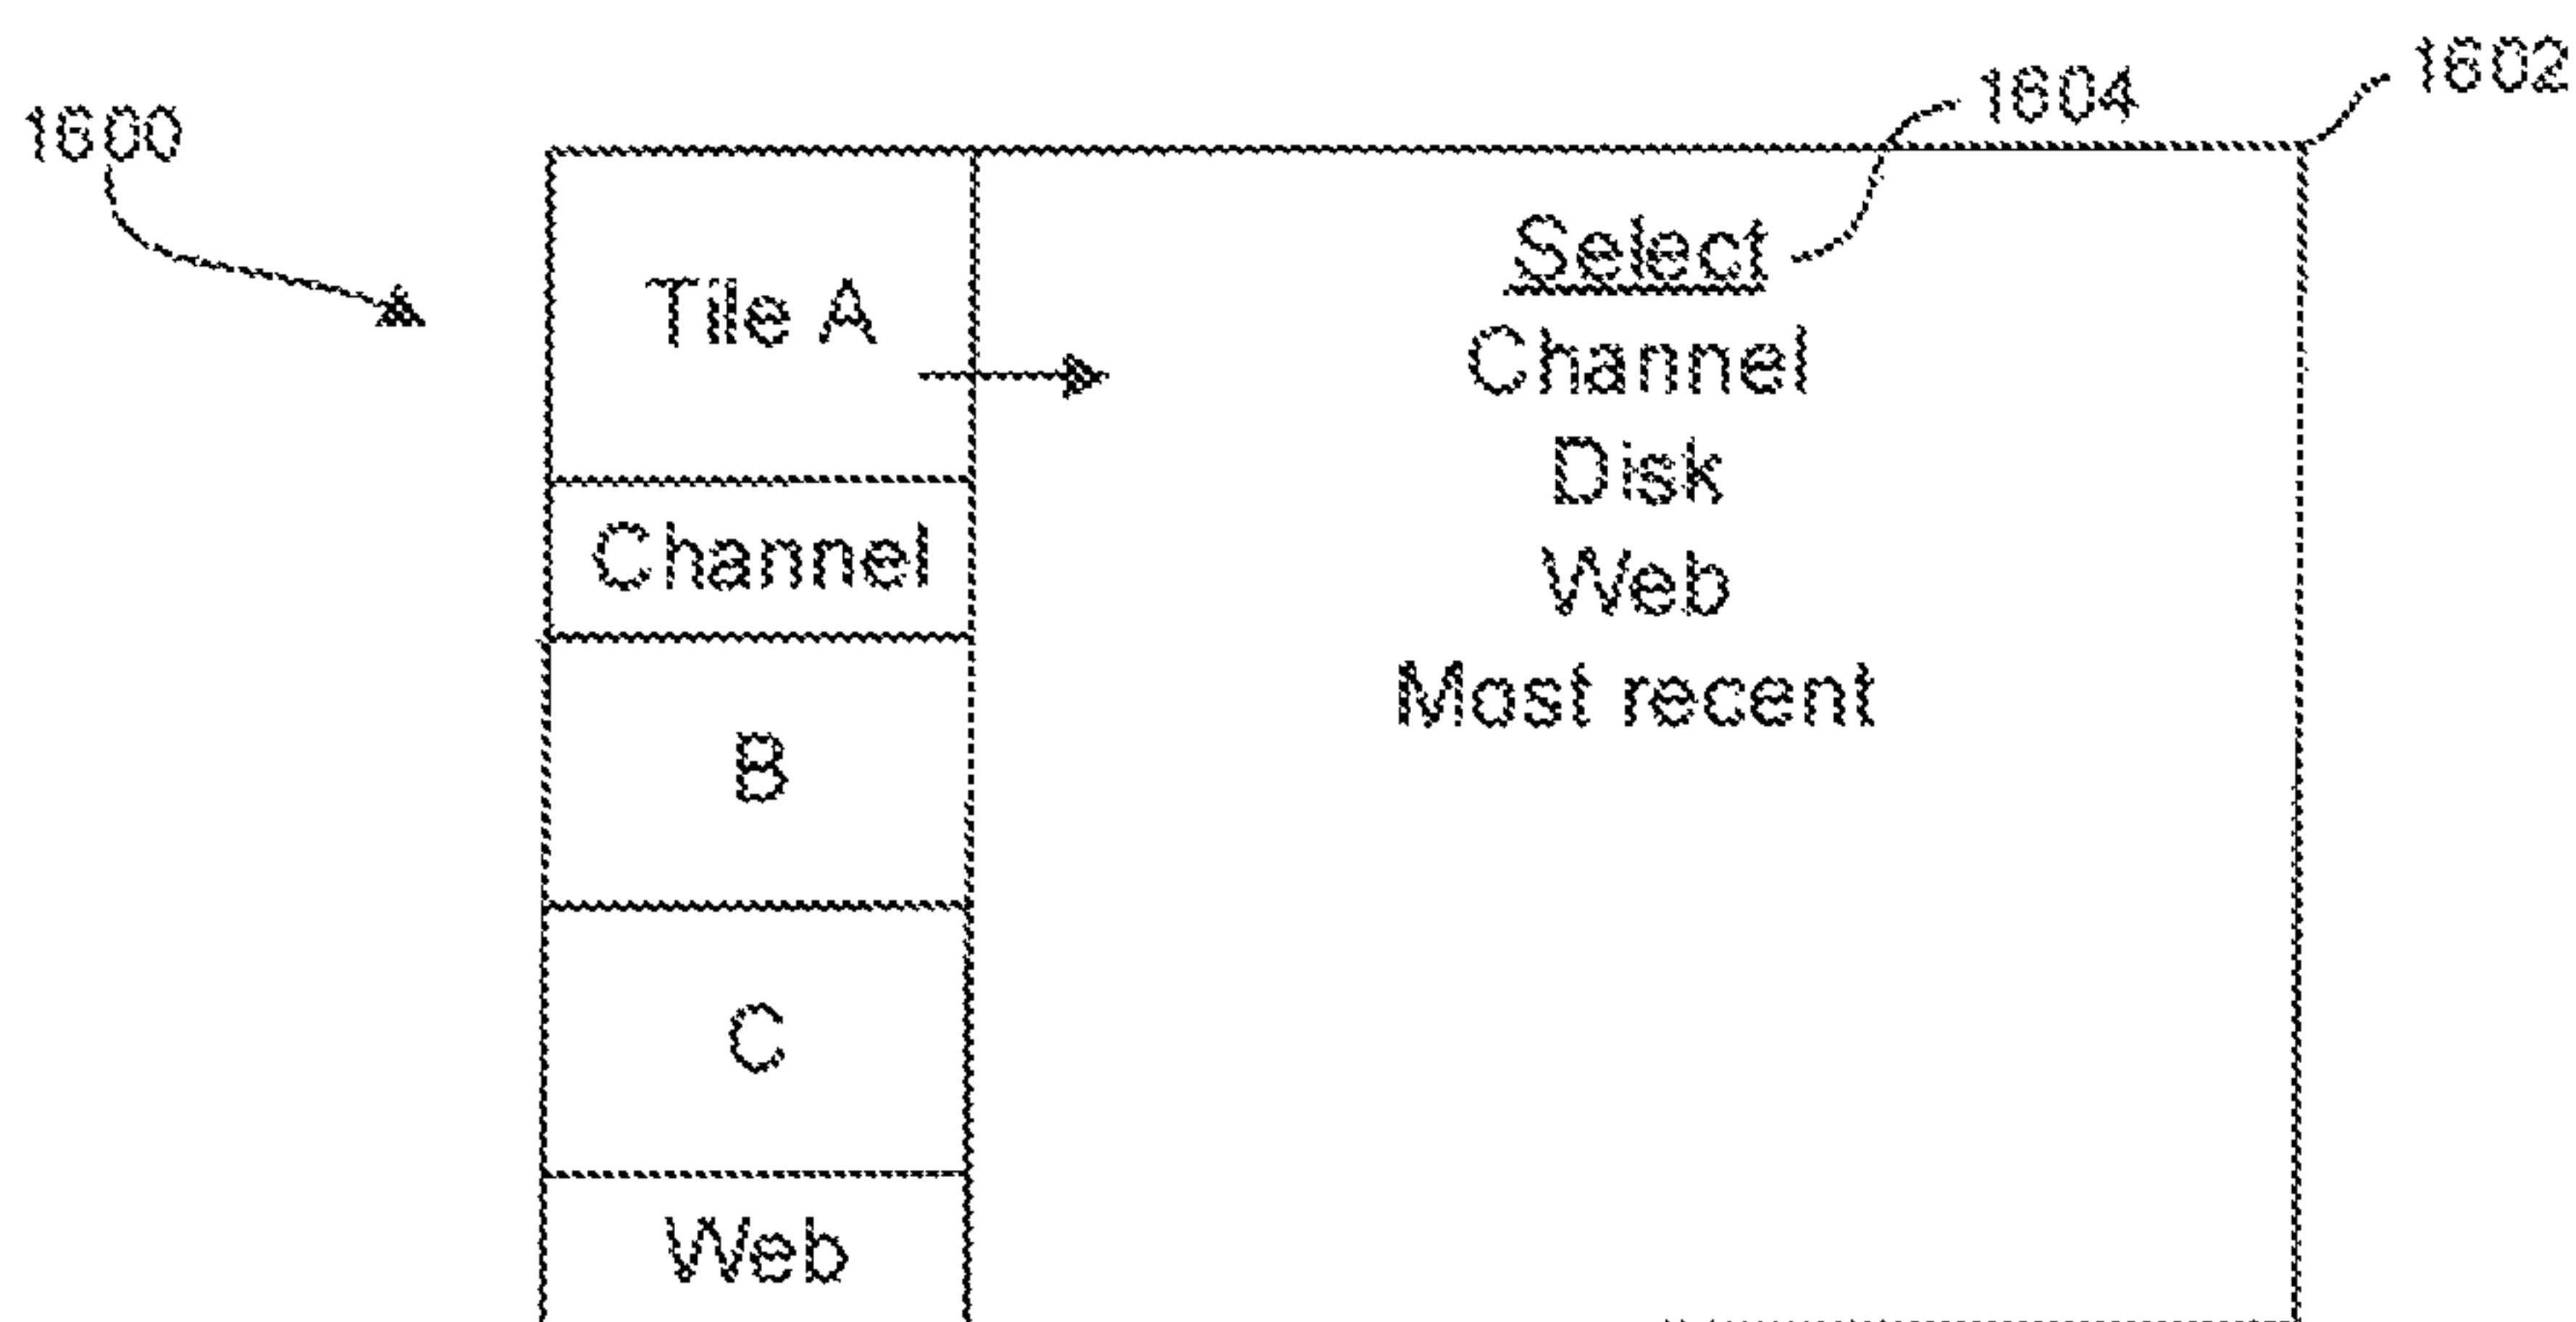 1600
1604
1602
Tile A
Channel
B
C
Web
Select
Channel
Disk
Web
Most recent